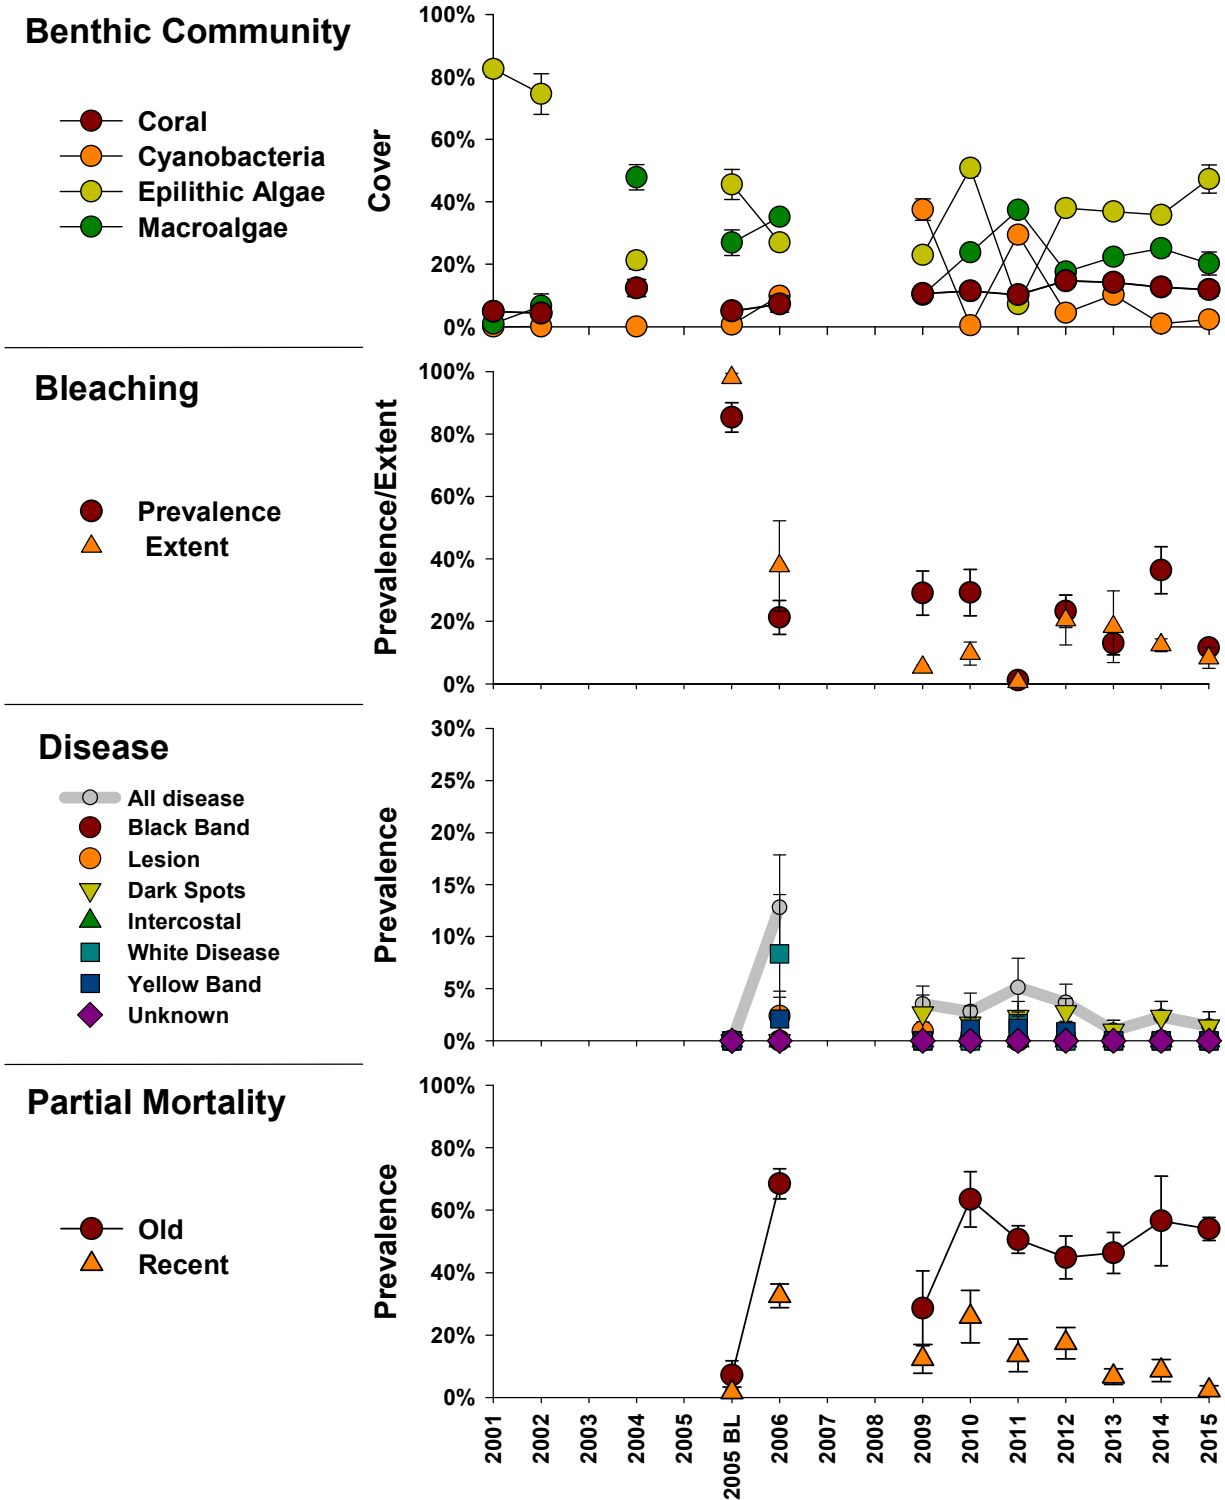 Benthic Community
Coral
Cyanobacteria
Epilithic Algae
Macroalgae
Cover
100%
80%
60%
40%
20%
0%
Bleaching
Prevalence
Extent
Prevalence/Extent
100%
80%
60%
40%
20%
0%
Disease
All disease
Black Band
Lesion
Dark Spots
Intercostal
White Disease
Yellow Band
Unknown
Prevalence
30%
25%
20%
15%
10%
5%
0%
Partial Mortality
Old
Recent
Prevalence
100%
80%
60%
40%
20%
0%
2001
2002
2003
2004
2005
2005 BL
2006
2007
2008
2009
2010
2011
2012
2013
2014
2015